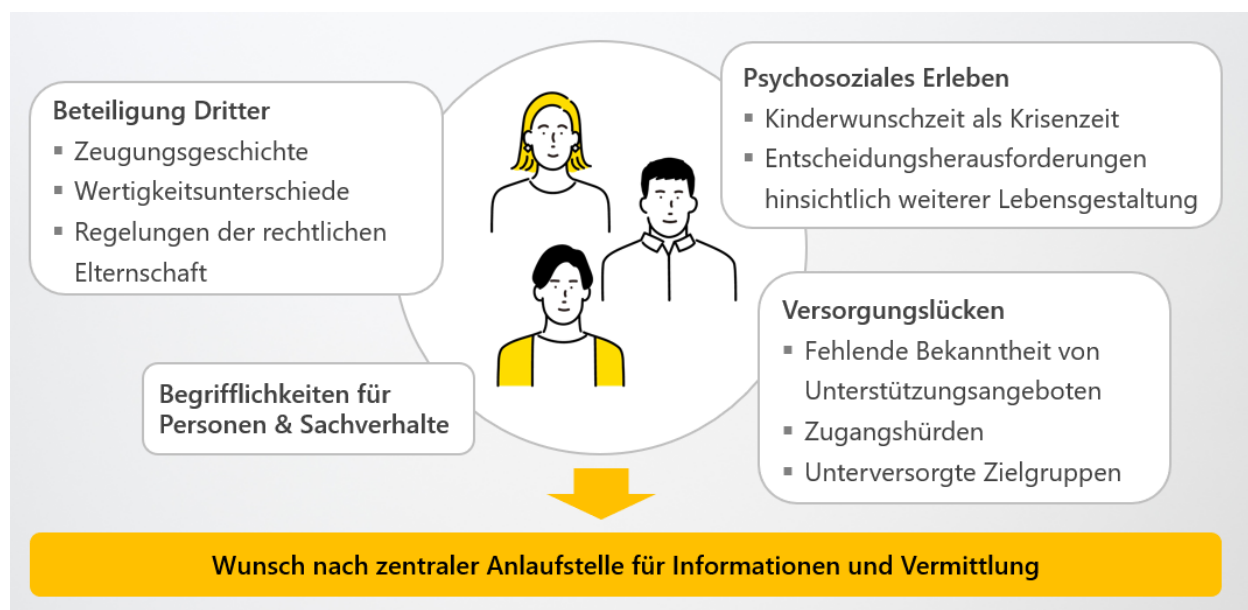 Beteiligung Dritter
▪ Zeugungsgeschichte
▪ Wertigkeitsunterschiede
▪ Regelungen der rechtlichen
Elternschaft
Psychosoziales Erleben
▪ Kinderwunschzeit als Krisenzeit
▪ Entscheidungsherausforderungen
hinsichtlich weiterer Lebensgestaltung
Begrifflichkeiten für
Personen & Sachverhalte
Versorgungslücken
▪ Fehlende Bekanntheit von
Unterstützungsangeboten
▪ Zugangshürden
▪ Unterversorgte Zielgruppen
Wunsch nach zentraler Anlaufstelle für Informationen und Vermittlung